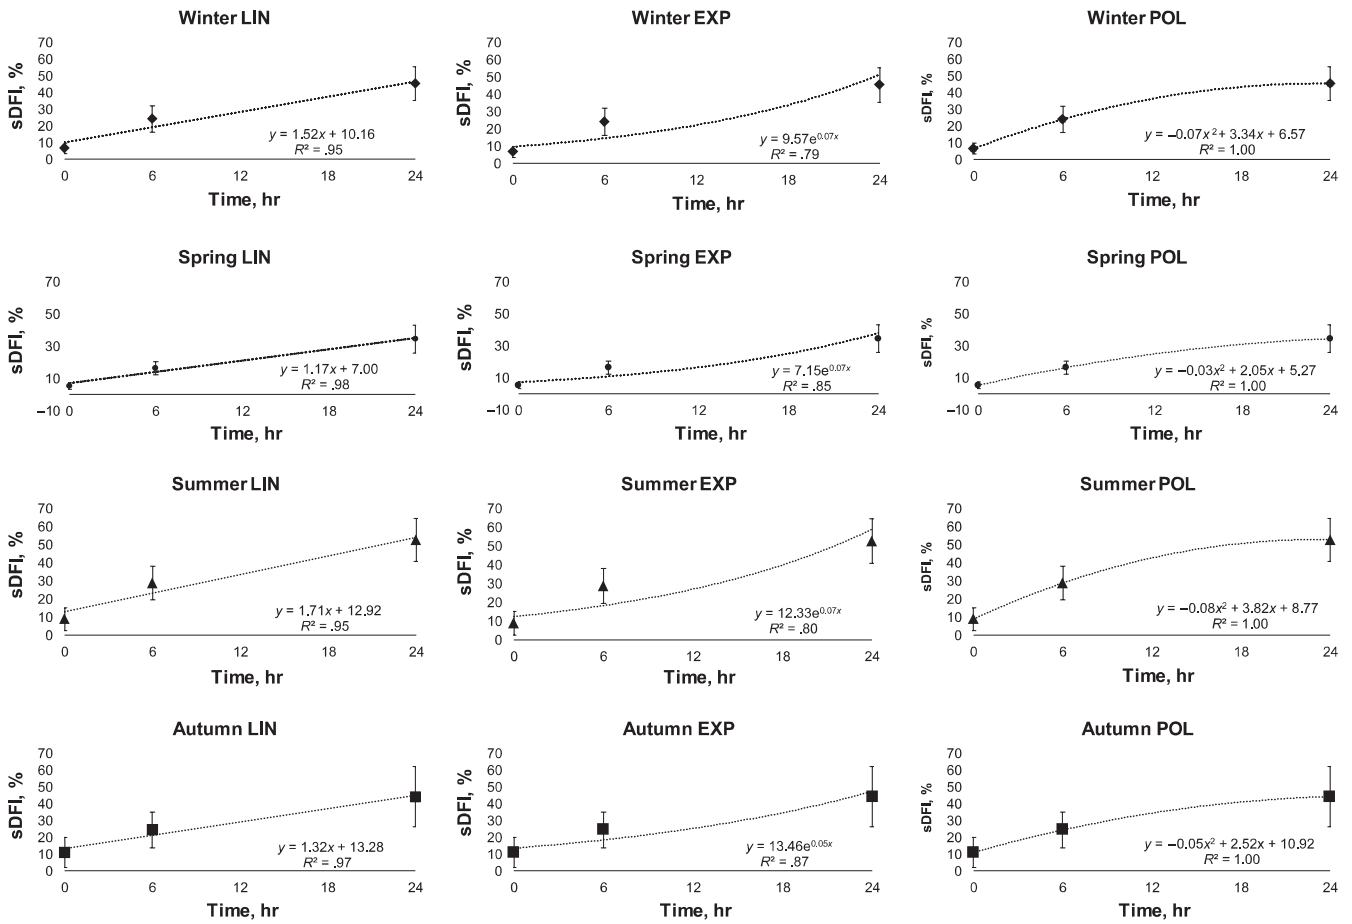 Winter LIN
70
60
50
40
30
20
10
0
sDFI, %
y = 1.52x + 10.16
R² = .95
0 6 12 18 24
Time, hr
Winter EXP
70
60
50
40
30
20
10
0
sDFI, %
y = 9.57e^0.07x
R² = .79
0 6 12 18 24
Time, hr
Winter POL
70
60
50
40
30
20
10
0
sDFI, %
y = −0.07x² + 3.34x + 6.57
R² = 1.00
0 6 12 18 24
Time, hr
Spring LIN
70
50
30
10
−10
sDFI, %
y = 1.17x + 7.00
R² = .98
0 6 12 18 24
Time, hr
Spring EXP
70
50
30
10
−10
sDFI, %
y = 7.15e^0.07x
R² = .85
0 6 12 18 24
Time, hr
Spring POL
70
50
30
10
−10
sDFI, %
y = −0.03x² + 2.05x + 5.27
R² = 1.00
0 6 12 18 24
Time, hr
Summer LIN
70
60
50
40
30
20
10
0
sDFI, %
y = 1.71x + 12.92
R² = .95
0 6 12 18 24
Time, hr
Summer EXP
70
60
50
40
30
20
10
0
sDFI, %
y = 12.33e^0.07x
R² = .80
0 6 12 18 24
Time, hr
Summer POL
70
60
50
40
30
20
10
0
sDFI, %
y = −0.08x² + 3.82x + 8.77
R² = 1.00
0 6 12 18 24
Time, hr
Autumn LIN
70
60
50
40
30
20
10
0
sDFI, %
y = 1.32x + 13.28
R² = .97
0 6 12 18 24
Time, hr
Autumn EXP
70
60
50
40
30
20
10
0
sDFI, %
y = 13.46e^0.05x
R² = .87
0 6 12 18 24
Time, hr
Autumn POL
70
60
50
40
30
20
10
0
sDFI, %
y = −0.05x² + 2.52x + 10.92
R² = 1.00
0 6 12 18 24
Time, hr